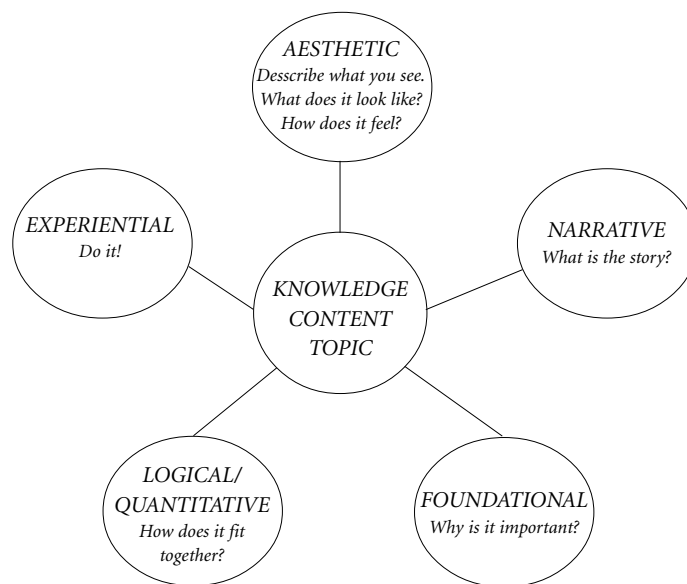 AESTHETIC
Desscribe what you see.
What does it look like?
How does it feel?
EXPERIENTIAL
Do it!
NARRATIVE
What is the story?
KNOWLEDGE
CONTENT
TOPIC
LOGICAL/
QUANTITATIVE
How does it fit
together?
FOUNDATIONAL
Why is it important?